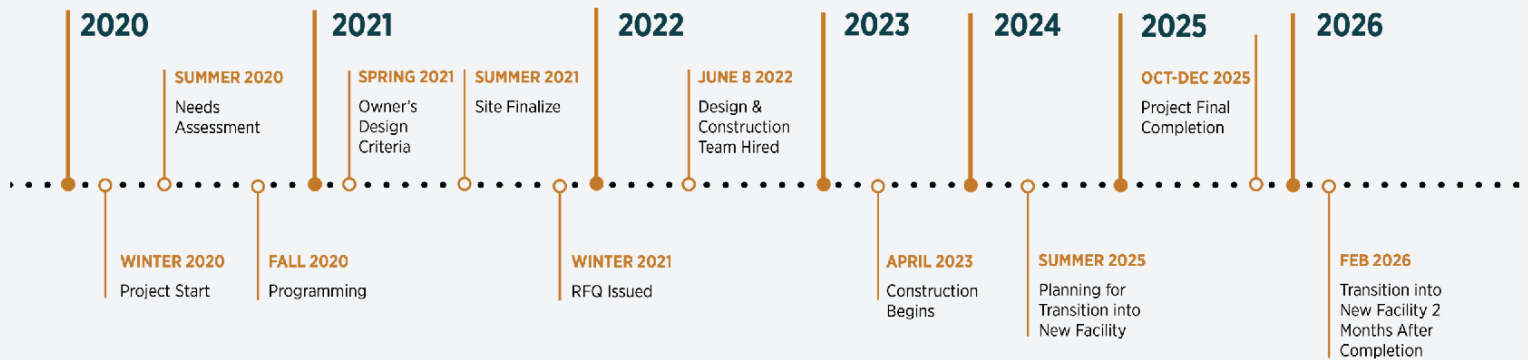 2020
2021
2022
2023
2024
2025
2026
SUMMER 2020
Needs
Assessment
SPRING 2021
Owner's
Design
Criteria
SUMMER 2021
Site Finalize
JUNE 8 2022
Design &
Construction
Team Hired
OCT-DEC 2025
Project Final
Completion
WINTER 2020
Project Start
FALL 2020
Programming
WINTER 2021
RFQ Issued
APRIL 2023
Construction
Begins
SUMMER 2025
Planning for
Transition into
New Facility
FEB 2026
Transition into
New Facility 2
Months After
Completion